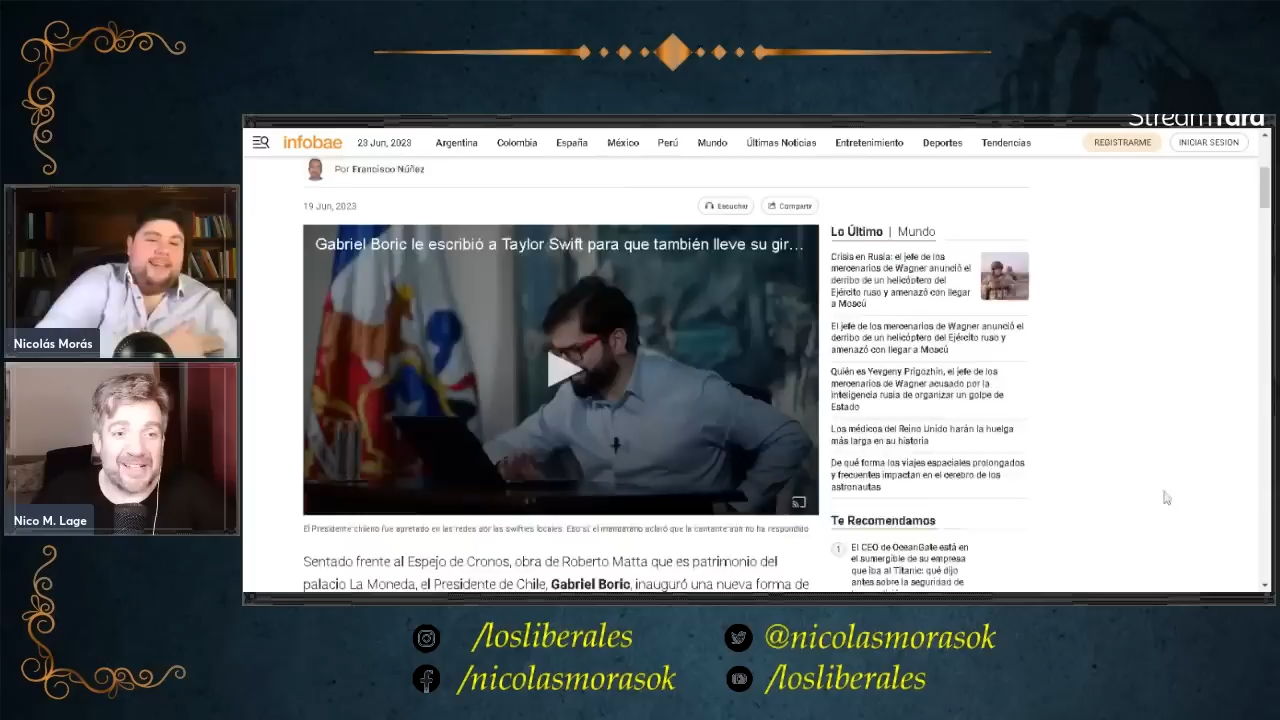 StreamYard
infobae
23 Jun, 2023
Argentina
Colombia
España
México
Perú
Mundo
Últimas Noticias
Entretenimiento
Deportes
Tendencias
REGISTRARME
INICIAR SESIÓN
Por Francisco Núñez
19 Jun, 2023
Escuchar
Compartir
Gabriel Boric le escribió a Taylor Swift para que también lleve su gir...
El Presidente chileno fue apretado en las redes por las swifties locales. Eso sí, el mandatario aclaró que la cantante aún no ha respondido
Sentado frente al Espejo de Cronos, obra de Roberto Matta que es patrimonio del
palacio La Moneda, el Presidente de Chile, Gabriel Boric, inauguró una nueva forma de
Lo Último | Mundo
Crisis en Rusia: el jefe de los
mercenarios de Wagner anunció el
derribo de un helicóptero del
Ejército ruso y amenazó con llegar
a Moscú
El jefe de los mercenarios de Wagner anunció el
derribo de un helicóptero del Ejército ruso y
amenazó con llegar a Moscú
Quién es Yevgeny Prigozhin, el jefe de los
mercenarios de Wagner acusado por la
inteligencia rusa de organizar un golpe de
Estado
Los médicos del Reino Unido harán la huelga
más larga en su historia
De qué forma los viajes espaciales prolongados
y frecuentes impactan en el cerebro de los
astronautas
Te Recomendamos
1
El CEO de OceanGate está en
el sumergible de su empresa
que iba al Titanic: qué dijo
antes sobre la seguridad de
Nicolás Morás
Nico M. Lage
/losliberales
@nicolasmorasok
/nicolasmorasok
/losliberales